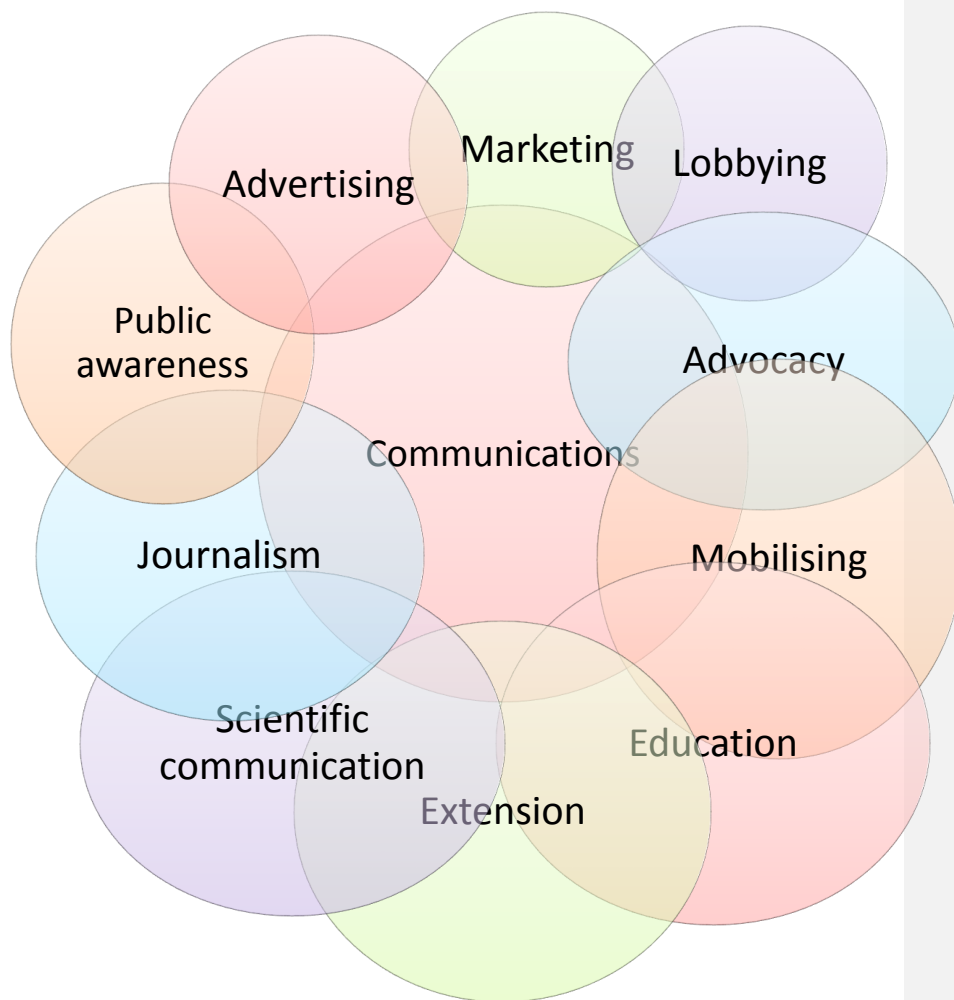 Marketing
Lobbying
Advertising
Public
awareness
Advocacy
Communications
Journalism
Mobilising
Scientific
communication
Education
Extension